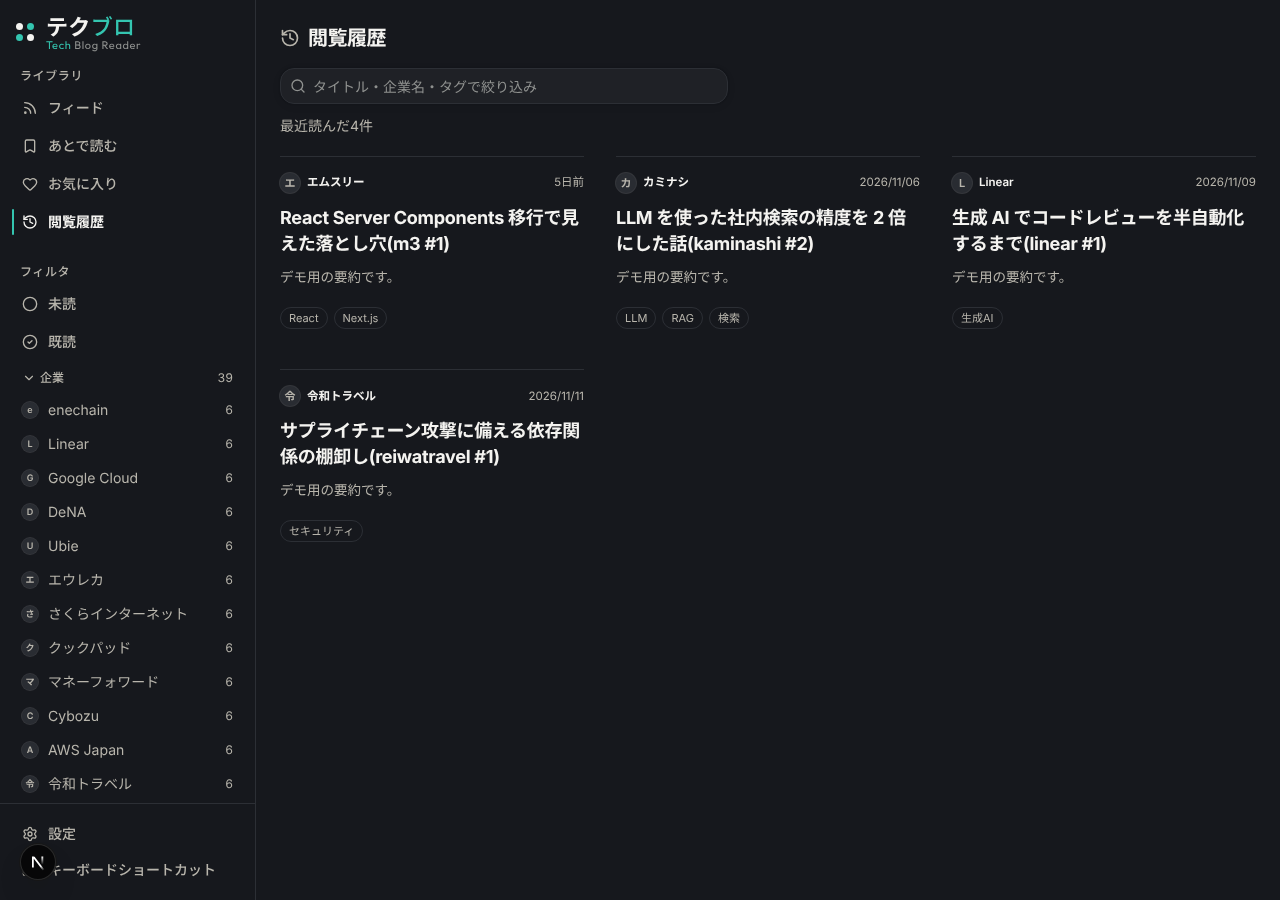 テクブロ
Tech Blog Reader
ライブラリ
フィード
あとで読む
お気に入り
閲覧履歴
フィルタ
未読
既読
企業 39
e enechain 6
L Linear 6
G Google Cloud 6
D DeNA 6
U Ubie 6
エ エウレカ 6
さ さくらインターネット 6
ク クックパッド 6
マ マネーフォワード 6
C Cybozu 6
A AWS Japan 6
令 令和トラベル 6
設定
N キーボードショートカット
閲覧履歴
タイトル・企業名・タグで絞り込み
最近読んだ4件
エ エムスリー 5日前
React Server Components 移行で見
えた落とし穴(m3 #1)
デモ用の要約です。
React Next.js
カ カミナシ 2026/11/06
LLM を使った社内検索の精度を 2 倍
にした話(kaminashi #2)
デモ用の要約です。
LLM RAG 検索
L Linear 2026/11/09
生成 AI でコードレビューを半自動化
するまで(linear #1)
デモ用の要約です。
生成AI
令 令和トラベル 2026/11/11
サプライチェーン攻撃に備える依存関
係の棚卸し(reiwatravel #1)
デモ用の要約です。
セキュリティ